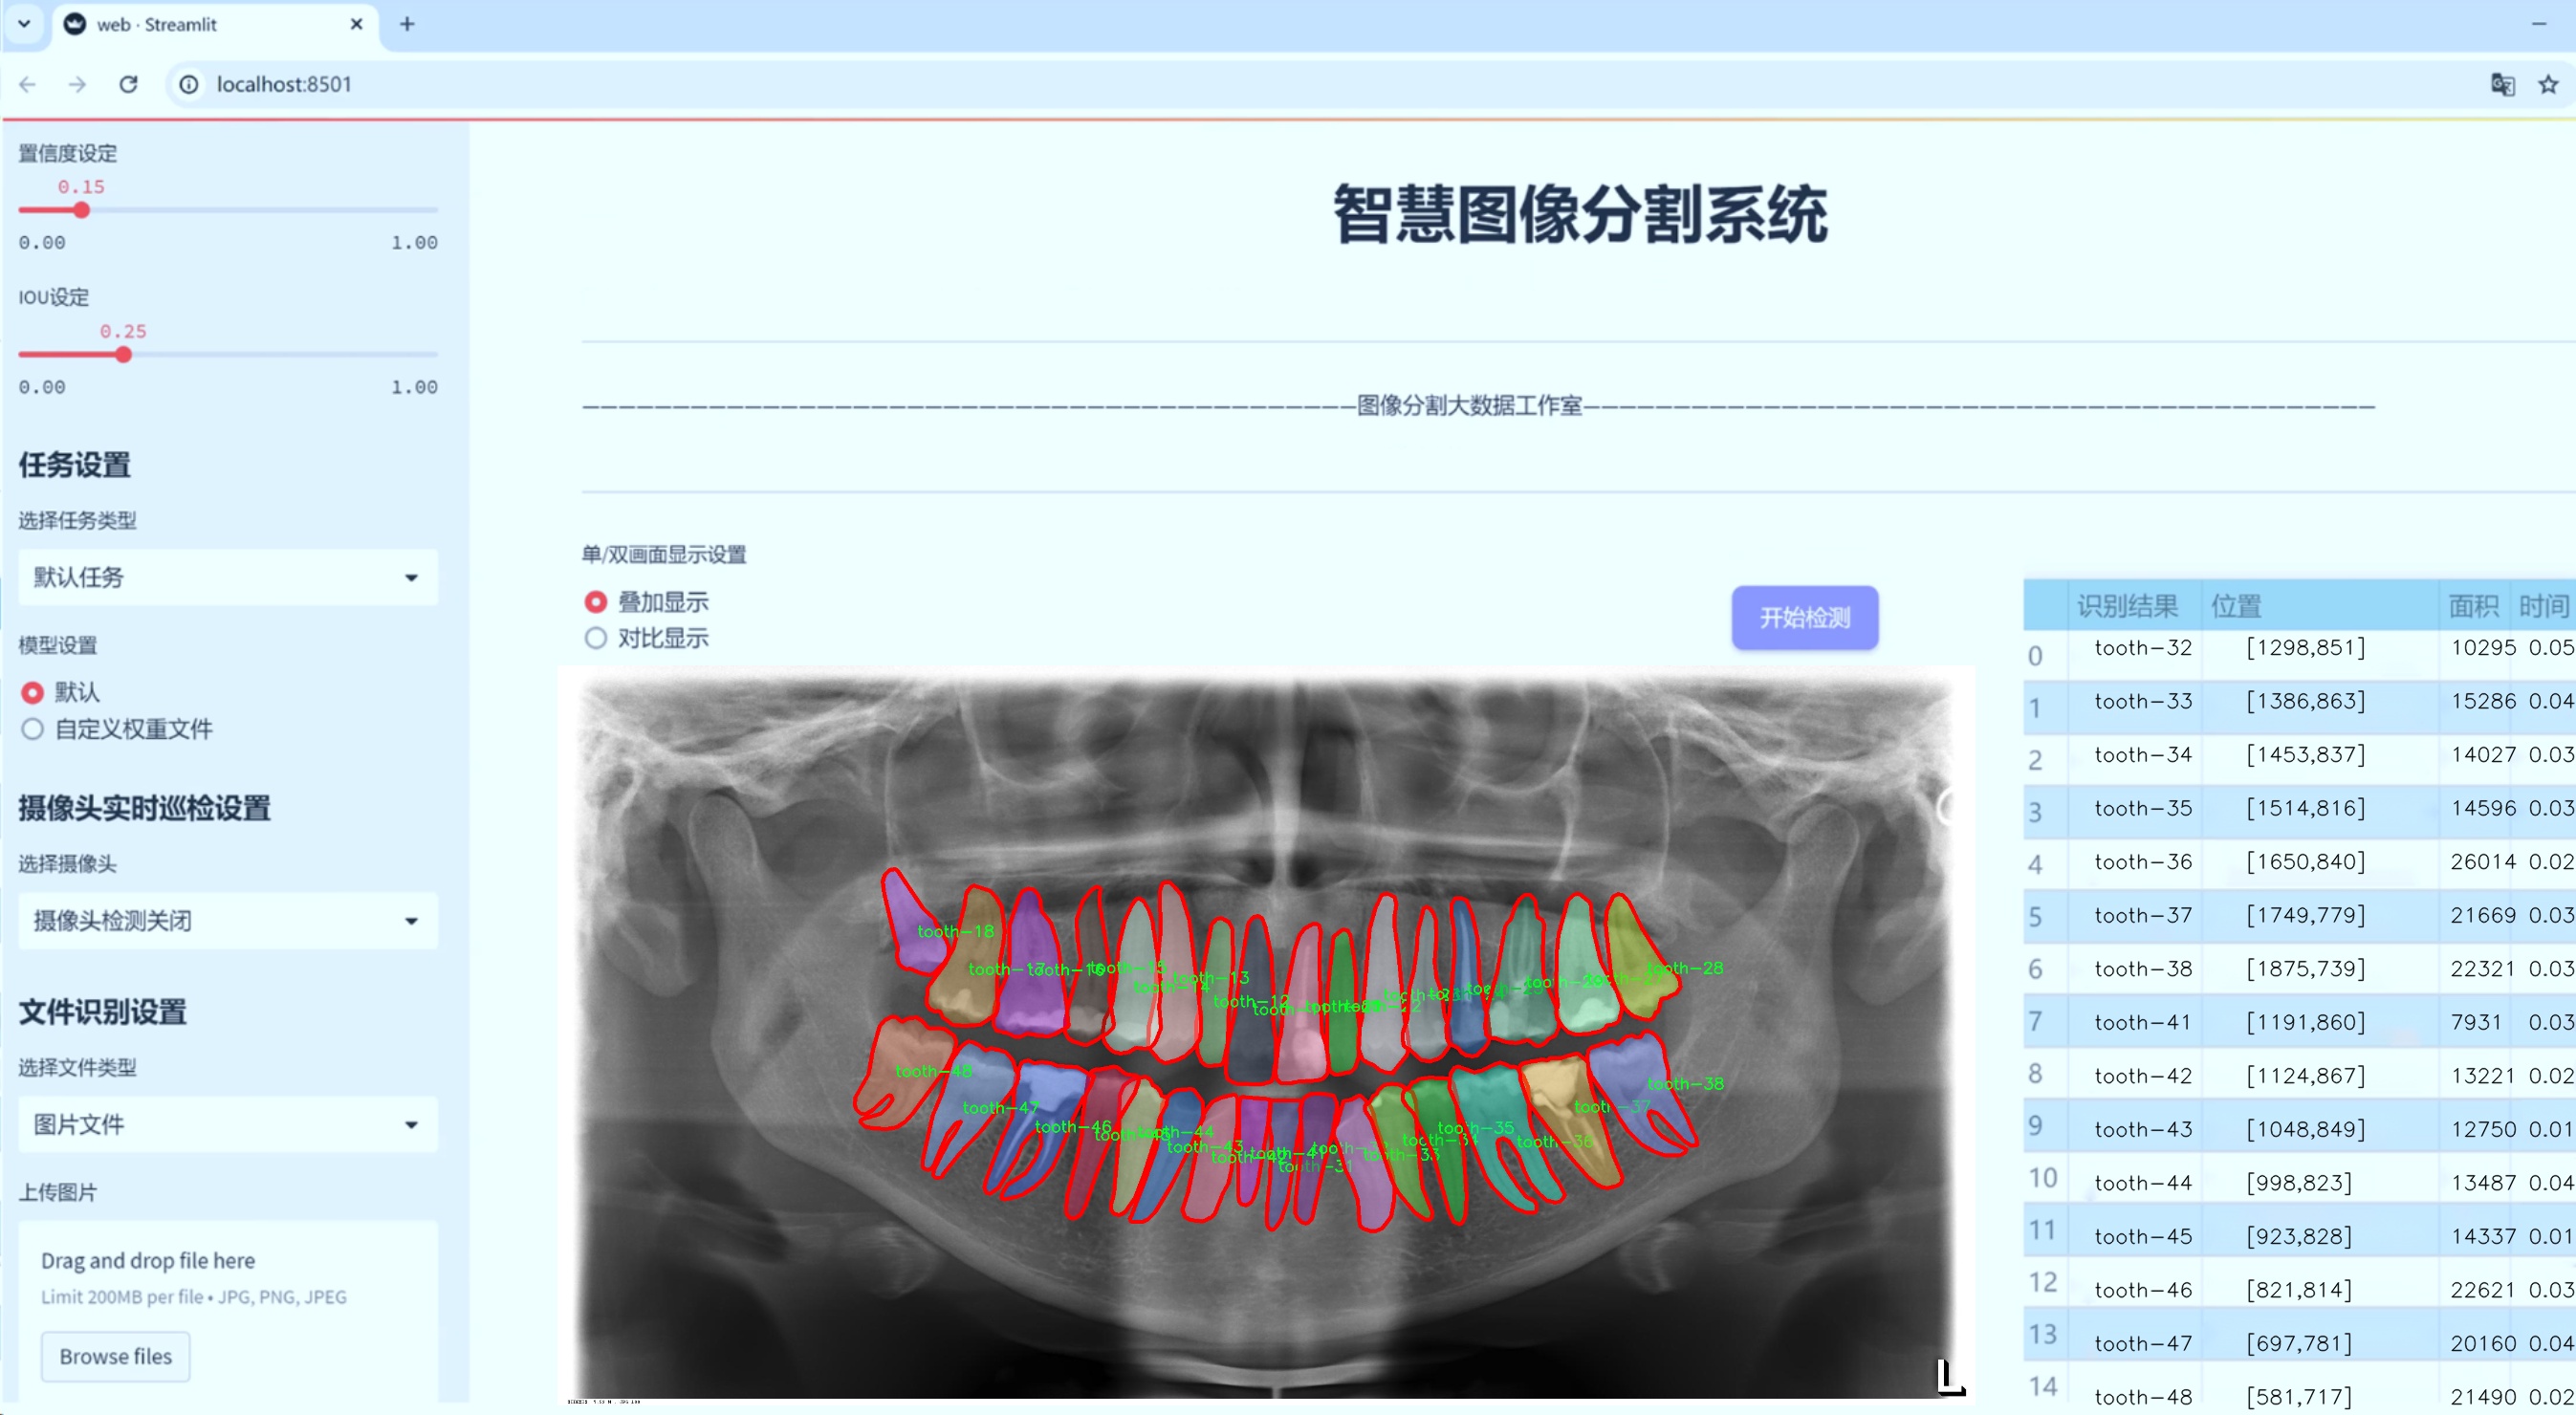 web · Streamlit
localhost:8501
置信度设定
0.15
0.00 1.00
IOU设定
0.25
0.00 1.00
任务设置
选择任务类型
默认任务
模型设置
默认
自定义权重文件
摄像头实时巡检设置
选择摄像头
摄像头检测关闭
文件识别设置
选择文件类型
图片文件
上传图片
Drag and drop file here
Limit 200MB per file • JPG, PNG, JPEG
Browse files
智慧图像分割系统
图像分割大数据工作室
单/双画面显示设置
叠加显示
对比显示
开始检测
tooth-18
tooth-28
tooth-13
tooth-12
tooth-48
tooth-38
tooth-47
tooth-37
tooth-46
tooth-44
tooth-35
tooth-43
tooth-36
tooth-33
tooth-31
L
识别结果 位置 面积 时间
0 tooth-32 [1298,851] 10295 0.05
1 tooth-33 [1386,863] 15286 0.04
2 tooth-34 [1453,837] 14027 0.03
3 tooth-35 [1514,816] 14596 0.03
4 tooth-36 [1650,840] 26014 0.02
5 tooth-37 [1749,779] 21669 0.03
6 tooth-38 [1875,739] 22321 0.03
7 tooth-41 [1191,860] 7931 0.03
8 tooth-42 [1124,867] 13221 0.02
9 tooth-43 [1048,849] 12750 0.01
10 tooth-44 [998,823] 13487 0.04
11 tooth-45 [923,828] 14337 0.01
12 tooth-46 [821,814] 22621 0.03
13 tooth-47 [697,781] 20160 0.04
14 tooth-48 [581,717] 21490 0.02